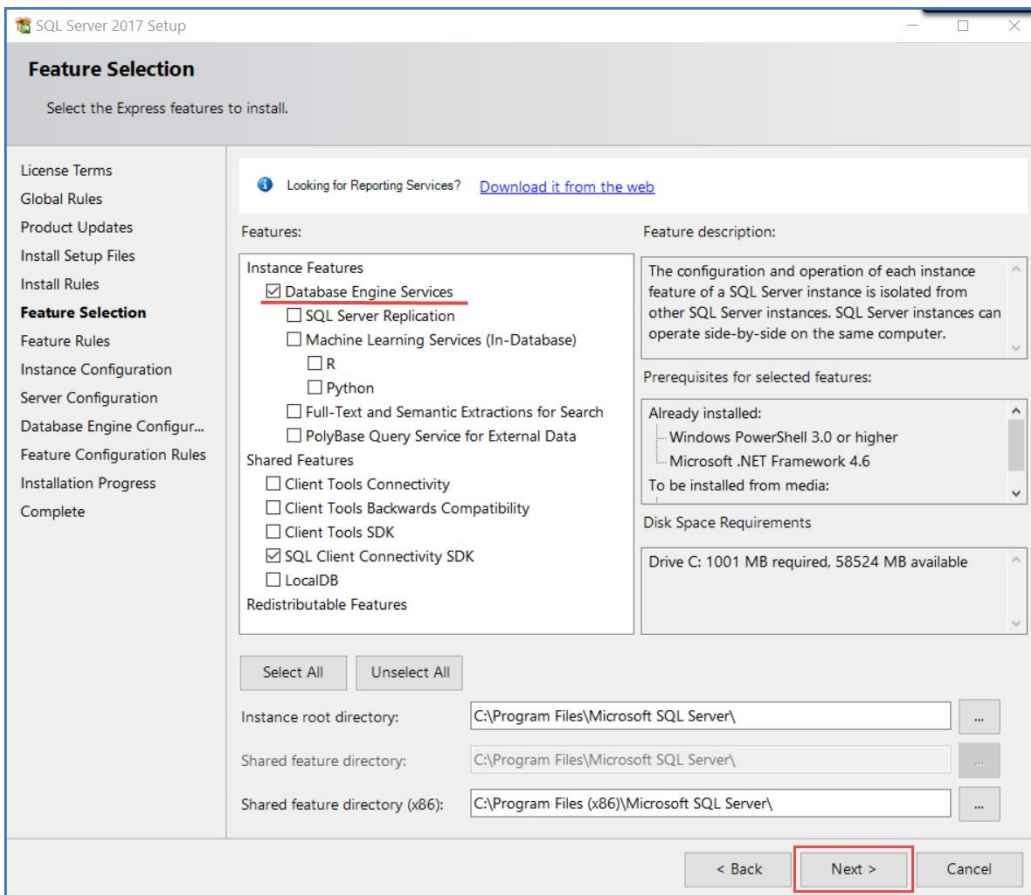 SQL Server 2017 Setup
Feature Selection
Select the Express features to install.
License Terms
Global Rules
Product Updates
Install Setup Files
Install Rules
Feature Selection
Feature Rules
Instance Configuration
Server Configuration
Database Engine Configur...
Feature Configuration Rules
Installation Progress
Complete
Looking for Reporting Services? Download it from the web
Features:
Instance Features
Database Engine Services
SQL Server Replication
Machine Learning Services (In-Database)
R
Python
Full-Text and Semantic Extractions for Search
PolyBase Query Service for External Data
Shared Features
Client Tools Connectivity
Client Tools Backwards Compatibility
Client Tools SDK
SQL Client Connectivity SDK
LocalDB
Redistributable Features
Feature description:
The configuration and operation of each instance
feature of a SQL Server instance is isolated from
other SQL Server instances. SQL Server instances can
operate side-by-side on the same computer.
Prerequisites for selected features:
Already installed:
Windows PowerShell 3.0 or higher
Microsoft .NET Framework 4.6
To be installed from media:
Disk Space Requirements
Drive C: 1001 MB required, 58524 MB available
Select All
Unselect All
Instance root directory: C:\Program Files\Microsoft SQL Server\ ...
Shared feature directory: C:\Program Files\Microsoft SQL Server\ ...
Shared feature directory (x86): C:\Program Files (x86)\Microsoft SQL Server\ ...
< Back
Next >
Cancel